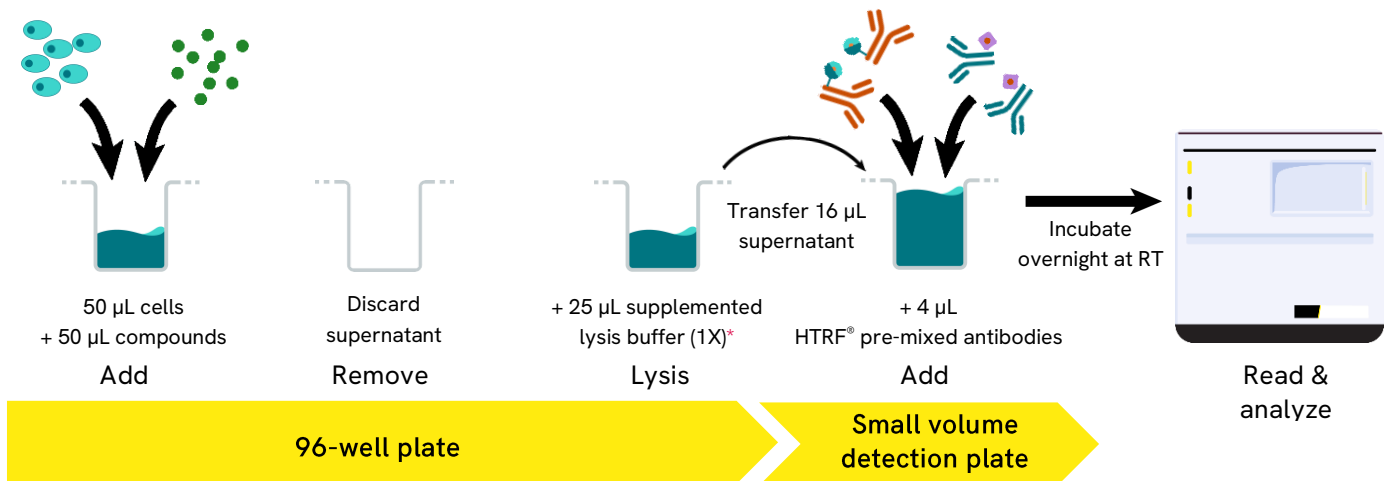 50 µL cells
+ 50 µL compounds
Add
Discard
supernatant
Remove
+ 25 µL supplemented
lysis buffer (1X)*
Lysis
Transfer 16 µL
supernatant
+ 4 µL
HTRF® pre-mixed antibodies
Add
Incubate
overnight at RT
Read &
analyze
96-well plate
Small volume
detection plate